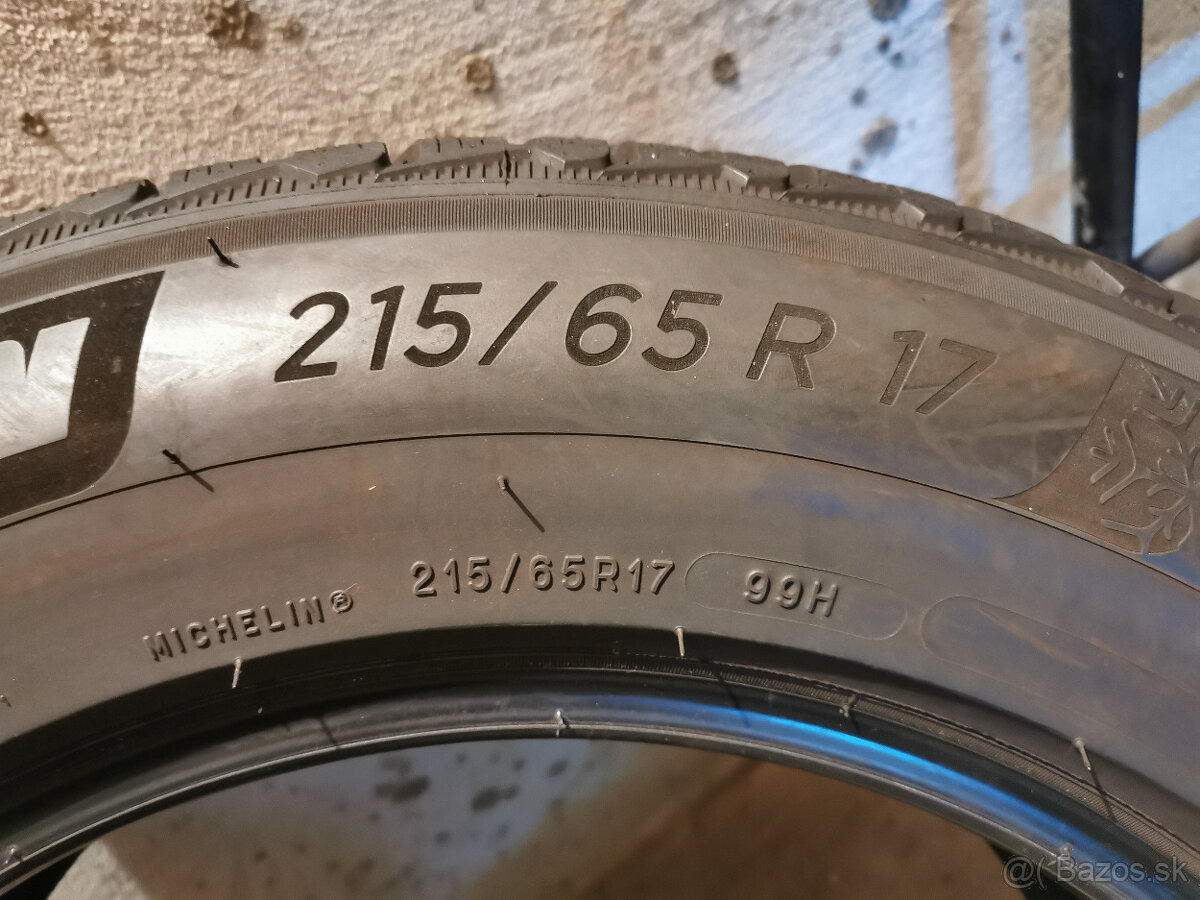 215/65 R 17
MICHELIN® 215/65R17 99H
@( Bazos.sk